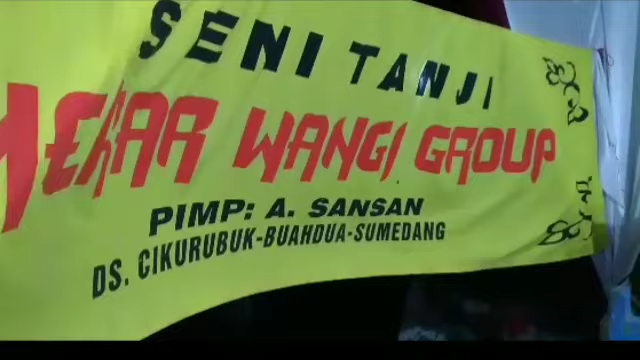 SENI TANJI
MEKAR WANGI GROUP
PIMP: A. SANSAN
DS. CIKURUBUK-BUAHDUA-SUMEDANG